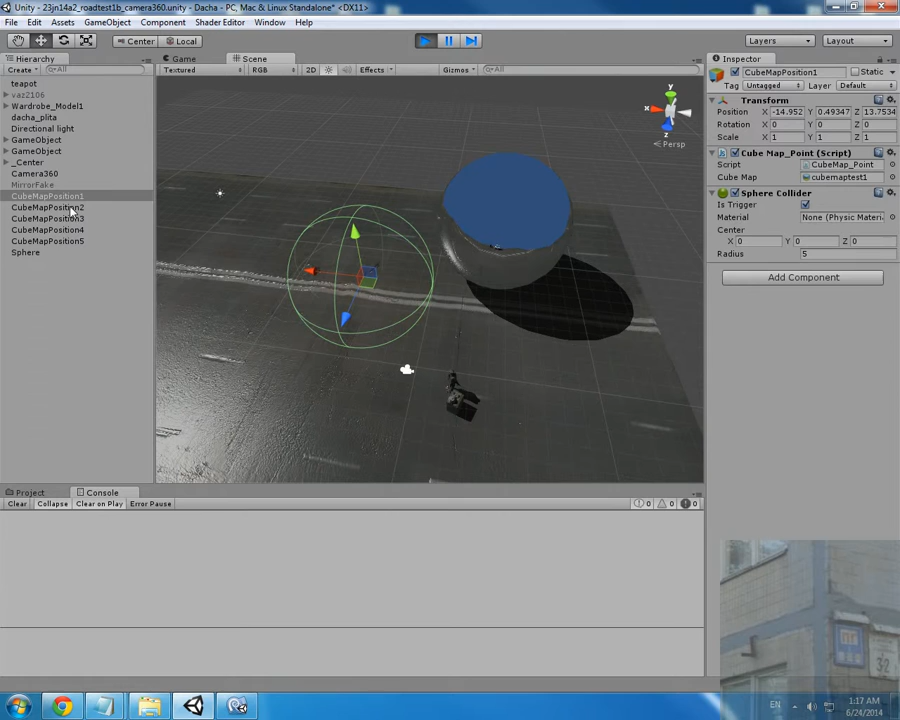 Unity - 23jn14a2_roadtest1b_camera360.unity - Dacha - PC, Mac & Linux Standalone* <DX11>
File Edit Assets GameObject Component Shader Editor Window Help
Center Local Layers Layout
Hierarchy
Create All
teapot
vaz2106
Wardrobe_Model1
dacha_plita
Directional light
GameObject
GameObject
_Center
Camera360
MirrorFake
CubeMapPosition1
CubeMapPosition2
CubeMapPosition3
CubeMapPosition4
CubeMapPosition5
Sphere
Game Scene
Textured RGB 2D Effects Gizmos All
y
x
z
Persp
Inspector
CubeMapPosition1 Static
Tag Untagged Layer Default
Transform
Position X -14.952 Y 0.49347 Z 13.7534
Rotation X 0 Y 0 Z 0
Scale X 1 Y 1 Z 1
Cube Map_Point (Script)
Script CubeMap_Point
Cube Map cubemaptest1
Sphere Collider
Is Trigger
Material None (Physic Materi
Center
X 0 Y 0 Z 0
Radius 5
Add Component
Project Console
Clear Collapse Clear on Play Error Pause 0 0 0
ПГ
32
EN 1:17 AM
6/24/2014